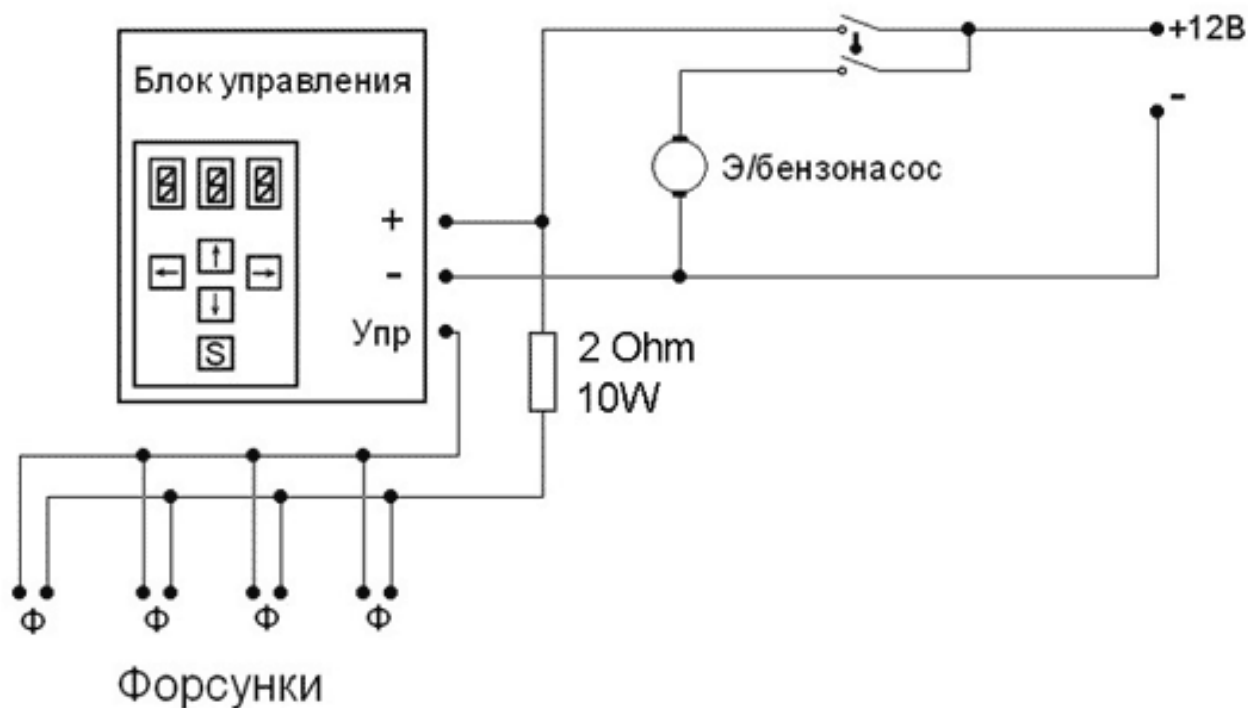 +12В
Блок управления
-
Э/бензонасос
+
-
Упр
S
2 Ohm
10W
Ф Ф Ф Ф
Форсунки